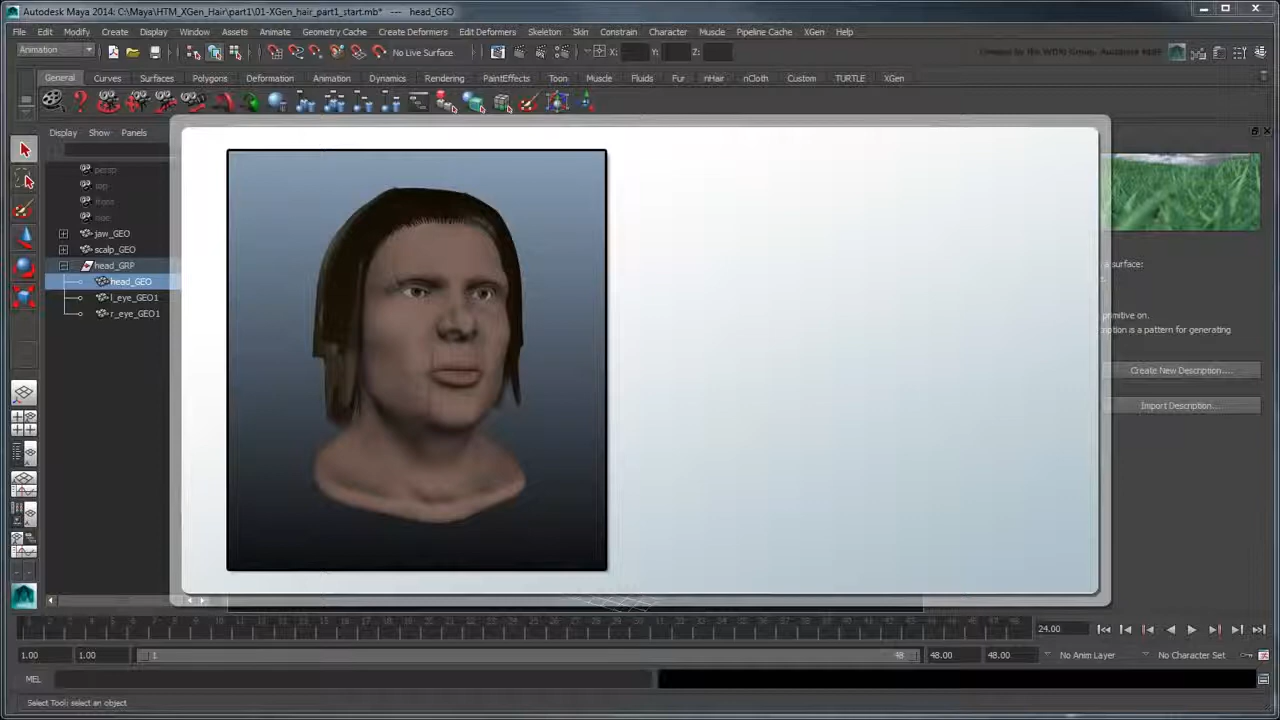 Autodesk Maya 2014: C:\Maya\HTM_XGen_Hair\part1\01-XGen_hair_part1_start.mb* --- head_GEO
File Edit Modify Create Display Window Assets Animate Geometry Cache Create Deformers Edit Deformers Skeleton Skin Constrain Character Muscle Pipeline Cache XGen Help
Animation No Live Surface X: Y: Z:
General Curves Surfaces Polygons Deformation Animation Dynamics Rendering PaintEffects Toon Muscle Fluids Fur nHair nCloth Custom TURTLE XGen
Display Show Panels
persp
top
front
side
jaw_GEO
scalp_GEO
head_GRP
a surface:
head_GEO
l_eye_GEO1
r_eye_GEO1
primitive on.
ption is a pattern for generating
Create New Description....
Import Description....
24.00
1.00 1.00 1 48 48.00 48.00 No Anim Layer No Character Set
MEL
Select Tool: select an object